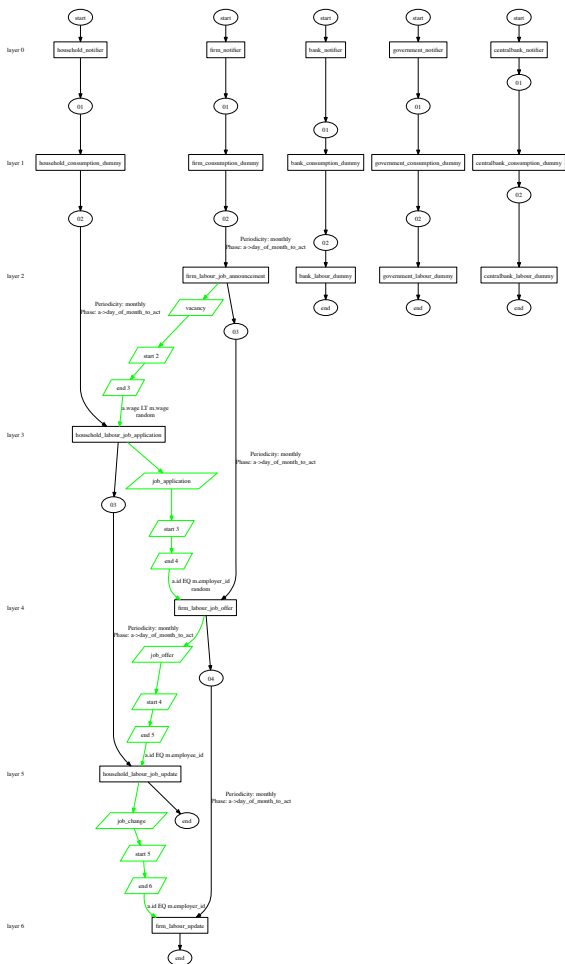 start start start start start
layer 0 household_notifier firm_notifier bank_notifier government_notifier centralbank_notifier
01 01 01 01 01
layer 1 household_consumption_dummy firm_consumption_dummy bank_consumption_dummy government_consumption_dummy centralbank_consumption_dummy
02 02 02 02 02
Periodicity: monthly
Phase: a->day_of_month_to_act
layer 2 firm_labour_job_announcement bank_labour_dummy government_labour_dummy centralbank_labour_dummy
Periodicity: monthly
Phase: a->day_of_month_to_act
vacancy
end end end
03
start 2
end 3
a.wage LT m.wage
random
layer 3 household_labour_job_application
Periodicity: monthly
Phase: a->day_of_month_to_act
job_application
03
start 3
end 4
a.id EQ m.employer_id
random
layer 4 firm_labour_job_offer
Periodicity: monthly
Phase: a->day_of_month_to_act
job_offer
04
start 4
end 5
a.id EQ m.employee_id
layer 5 household_labour_job_update
Periodicity: monthly
Phase: a->day_of_month_to_act
job_change
end
start 5
end 6
a.id EQ m.employer_id
layer 6 firm_labour_update
end